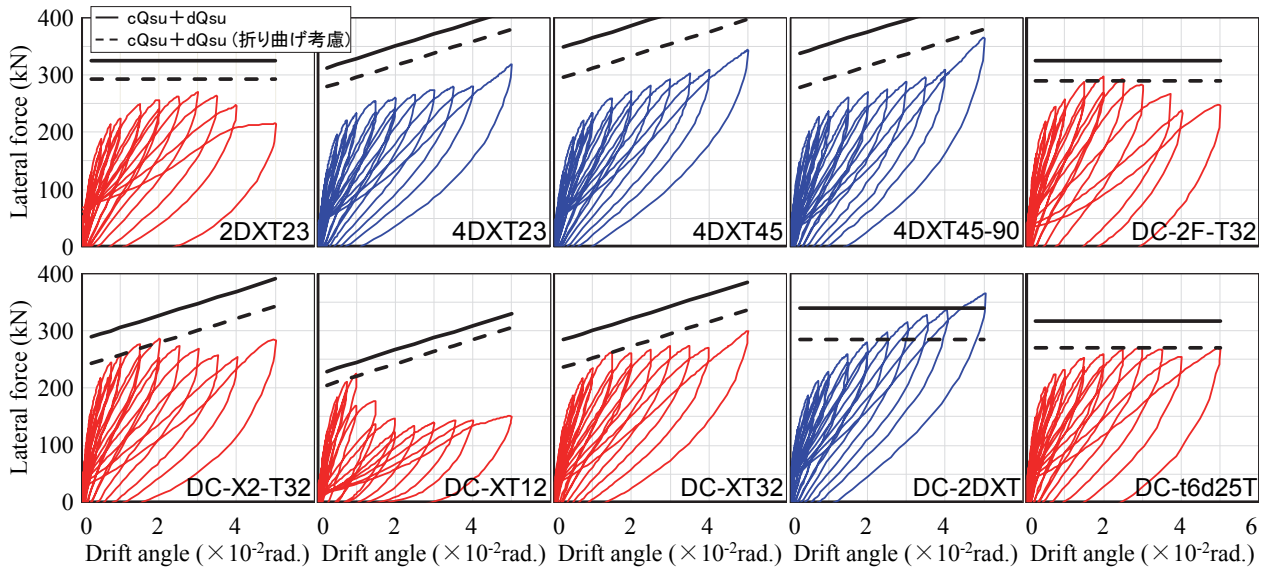 cQsu＋dQsu
cQsu＋dQsu (折り曲げ考慮)
Lateral force (kN)
400
300
200
100
0
2DXT23
4DXT23
4DXT45
4DXT45-90
DC-2F-T32
Lateral force (kN)
400
300
200
100
0
DC-X2-T32
DC-XT12
DC-XT32
DC-2DXT
DC-t6d25T
0 2 4 0 2 4 0 2 4 0 2 4 0 2 4 6
Drift angle (×10-2rad.) Drift angle (×10-2rad.) Drift angle (×10-2rad.) Drift angle (×10-2rad.) Drift angle (×10-2rad.)